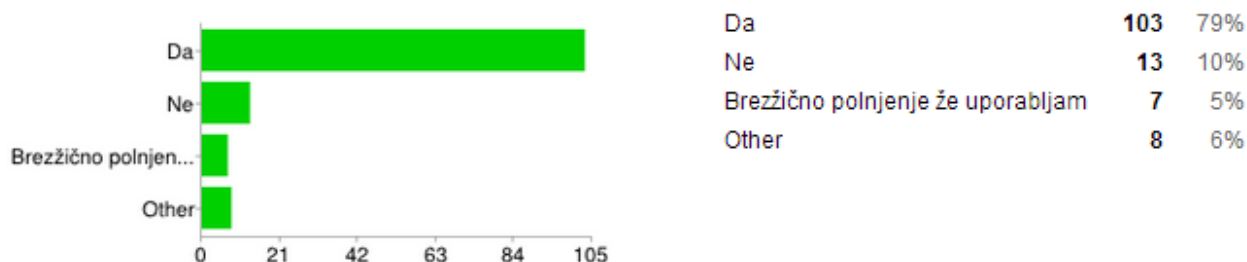 Da
Ne
Brezžično polnjen...
Other
0 21 42 63 84 105
Da 103 79%
Ne 13 10%
Brezžično polnjenje že uporabljam 7 5%
Other 8 6%